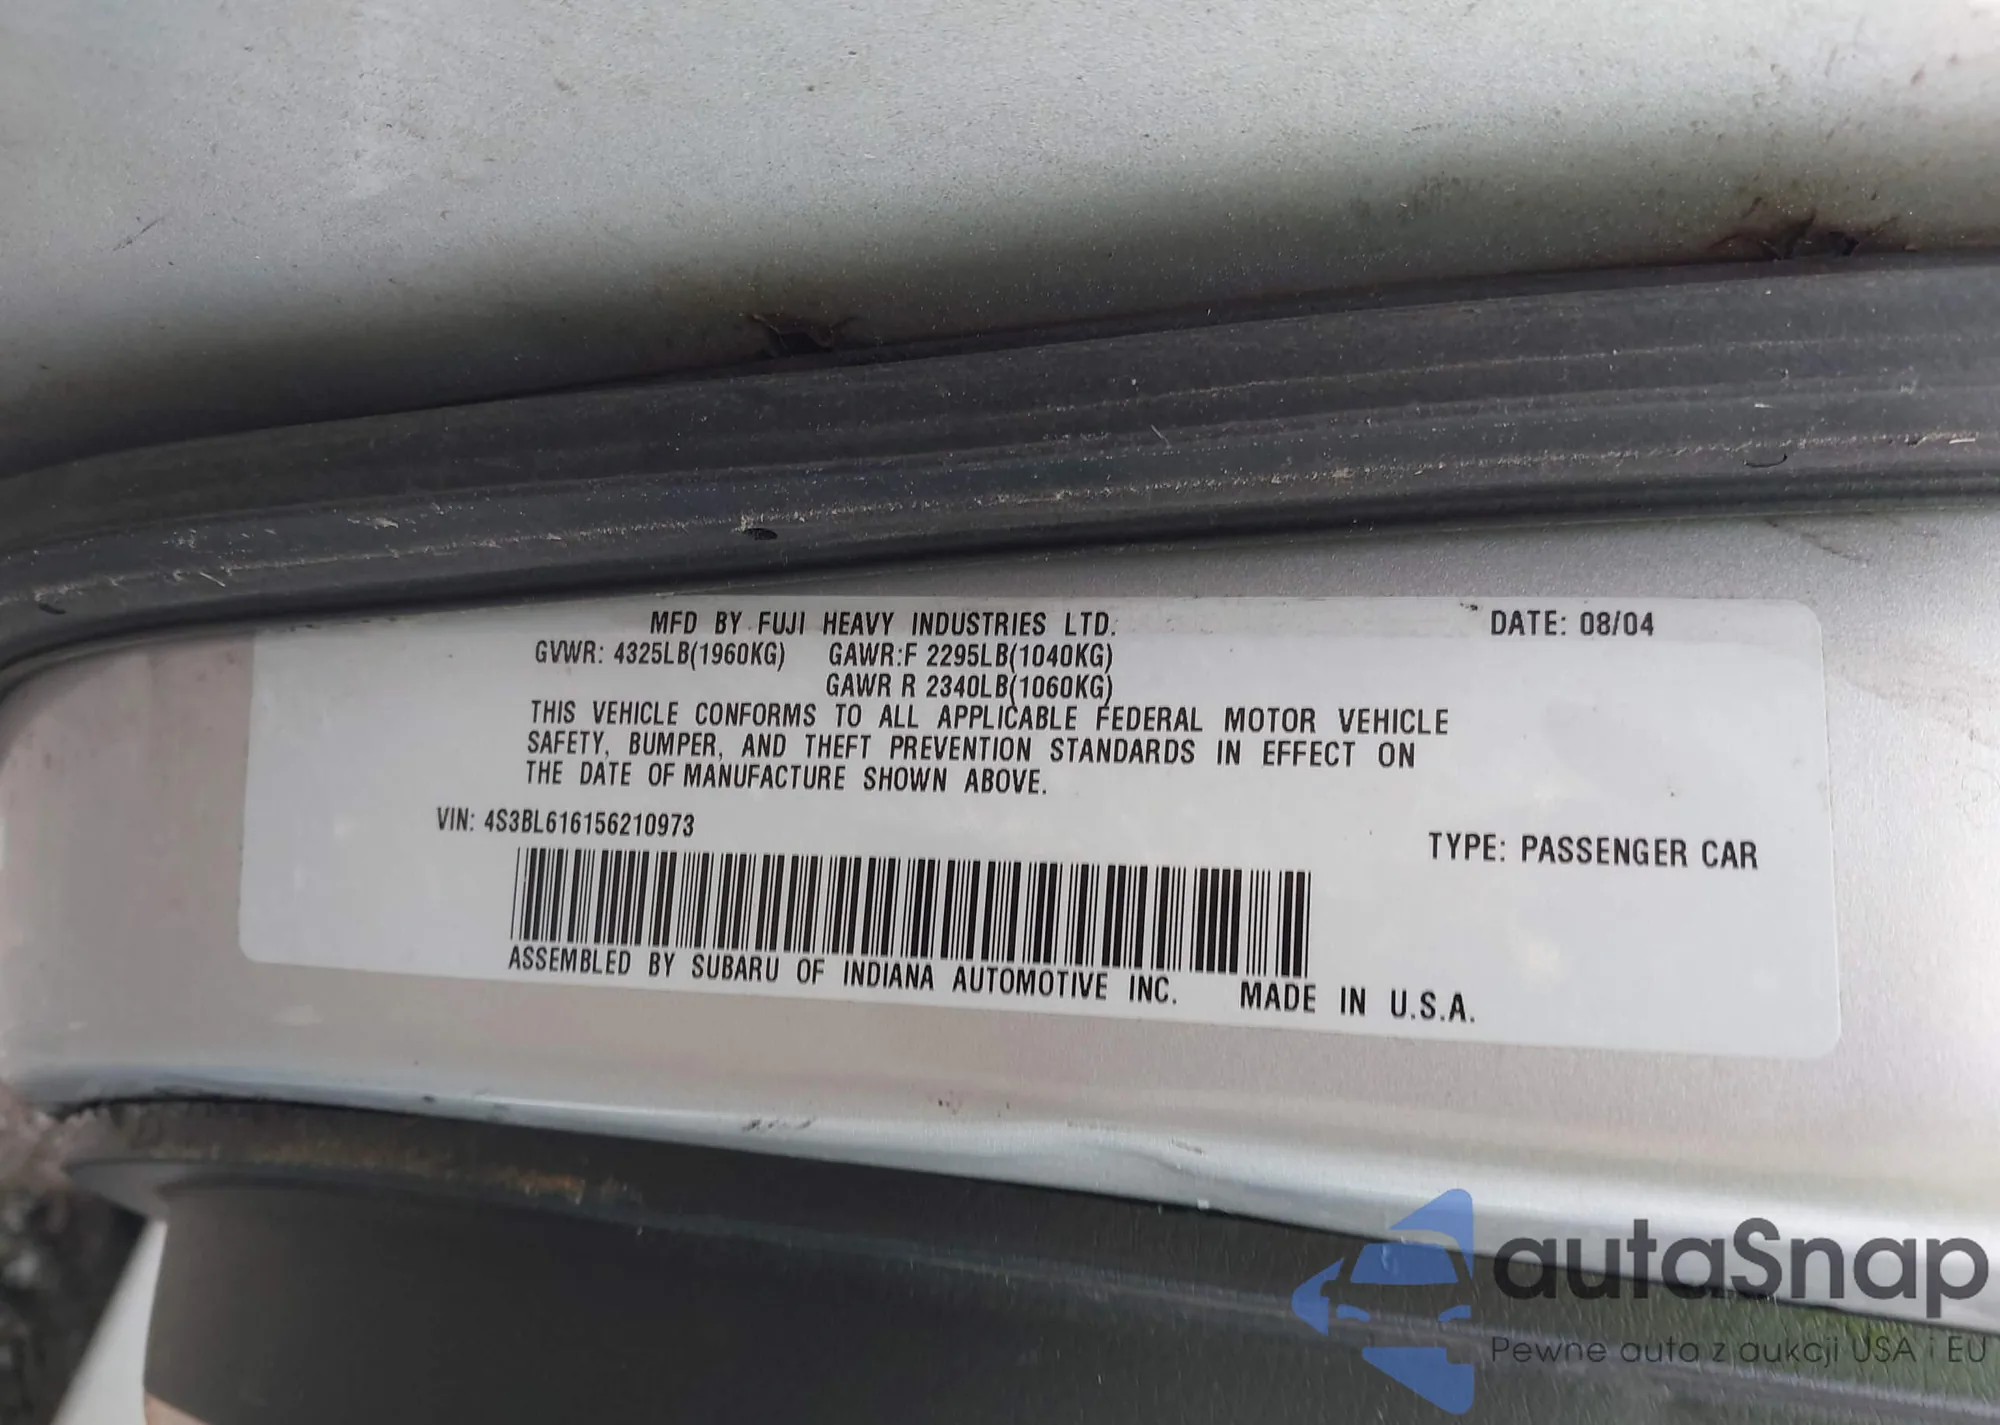 MFD BY FUJI HEAVY INDUSTRIES LTD. DATE: 08/04
GVWR: 4325LB(1960KG) GAWR:F 2295LB(1040KG)
GAWR R 2340LB(1060KG)
THIS VEHICLE CONFORMS TO ALL APPLICABLE FEDERAL MOTOR VEHICLE
SAFETY, BUMPER, AND THEFT PREVENTION STANDARDS IN EFFECT ON
THE DATE OF MANUFACTURE SHOWN ABOVE.
VIN: 4S3BL616156210973
TYPE: PASSENGER CAR
ASSEMBLED BY SUBARU OF INDIANA AUTOMOTIVE INC. MADE IN U.S.A.
autaSnap
Pewne auta z aukcji USA i EU